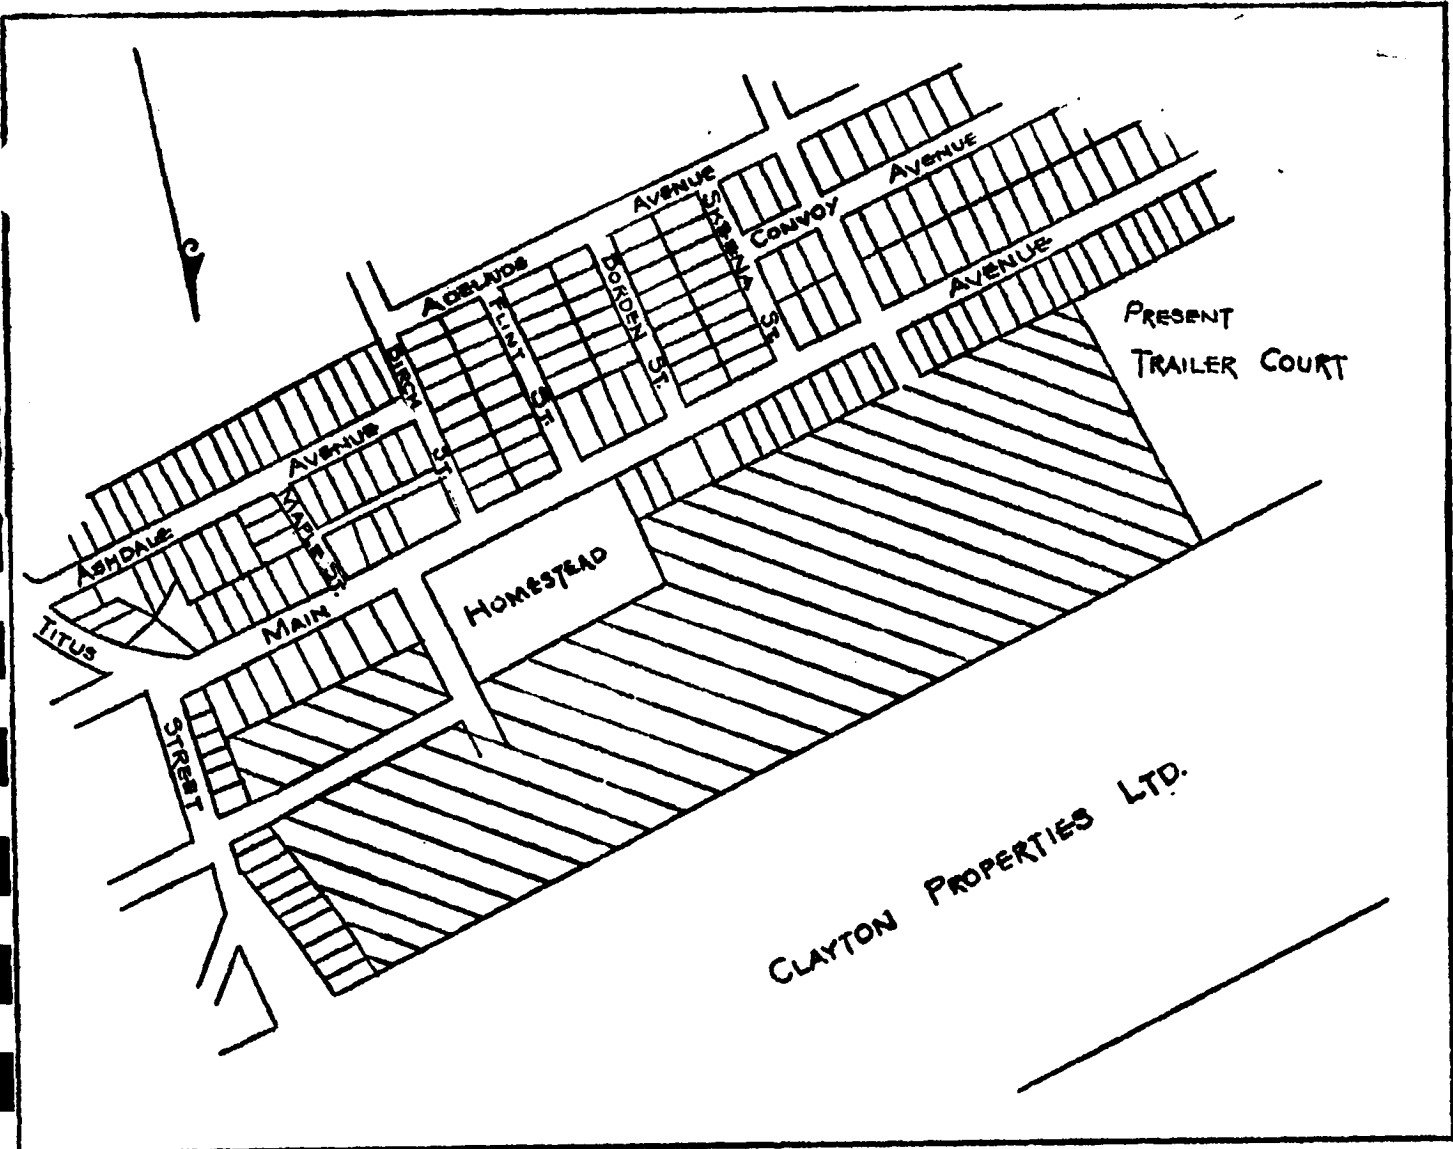 AVENUE
AVENUE
SKEENA ST.
CONVOY
ADELAIDE
AVENUE
BORDEN ST.
FLINT ST.
PRESENT
TRAILER COURT
BIRCH ST.
AVENUE
MAPLE ST.
ASHDALE
HOMESTEAD
MAIN
TITUS
STREET
CLAYTON PROPERTIES LTD.